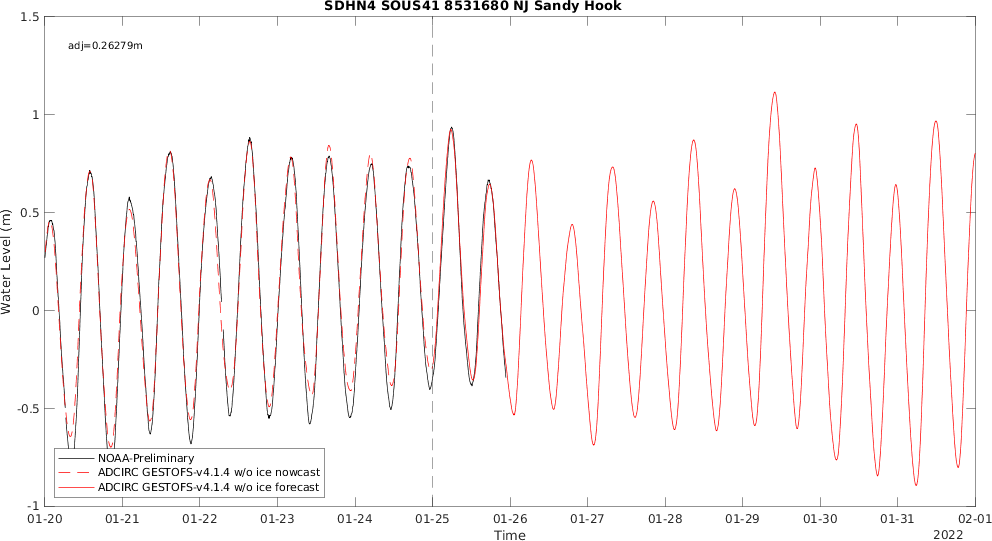 SDHN4 SOUS41 8531680 NJ Sandy Hook
adj=0.26279m
Water Level (m)
1.5
1
0.5
0
-0.5
-1
NOAA-Preliminary
ADCIRC GESTOFS-v4.1.4 w/o ice nowcast
ADCIRC GESTOFS-v4.1.4 w/o ice forecast
01-20 01-21 01-22 01-23 01-24 01-25 01-26 01-27 01-28 01-29 01-30 01-31 02-01
Time
2022